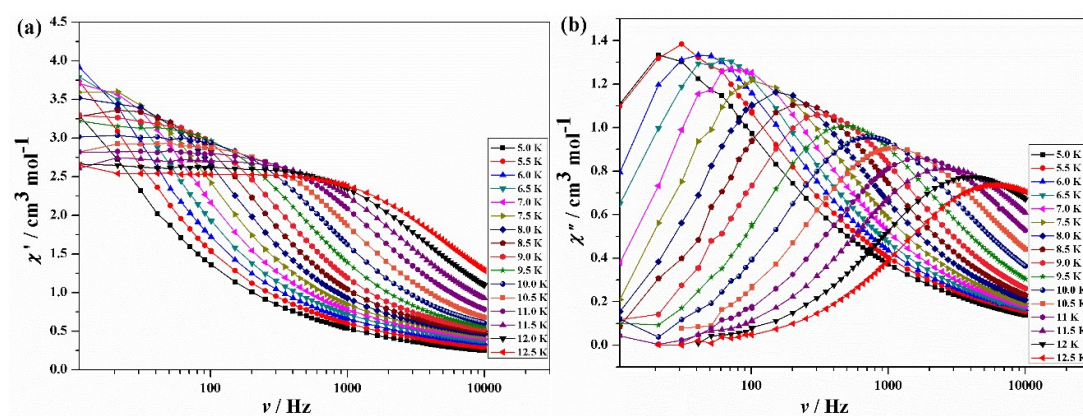 (a)
4.5
4.0
3.5
3.0
2.5
2.0
1.5
1.0
0.5
0.0
χ' / cm³ mol⁻¹
100
1000
10000
ν / Hz
5.0 K
5.5 K
6.0 K
6.5 K
7.0 K
7.5 K
8.0 K
8.5 K
9.0 K
9.5 K
10.0 K
10.5 K
11.0 K
11.5 K
12.0 K
12.5 K
(b)
1.4
1.2
1.0
0.8
0.6
0.4
0.2
0.0
χ'' / cm³ mol⁻¹
100
1000
10000
ν / Hz
5.0 K
5.5 K
6.0 K
6.5 K
7.0 K
7.5 K
8.0 K
8.5 K
9.0 K
9.5 K
10.0 K
10.5 K
11 K
11.5 K
12 K
12.5 K